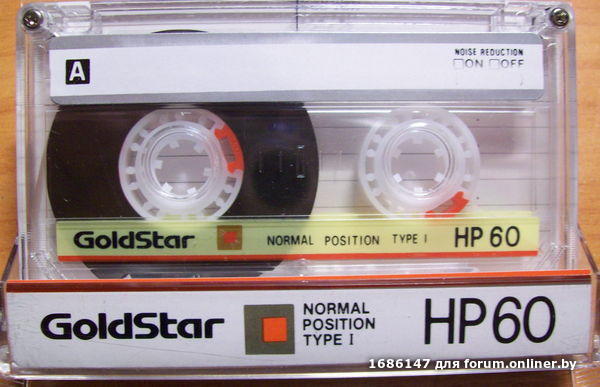 A
NOISE REDUCTION
ON OFF
GoldStar NORMAL POSITION TYPE I HP 60
GoldStar
NORMAL
POSITION
TYPE I
HP60
1686147 для forum.onliner.by